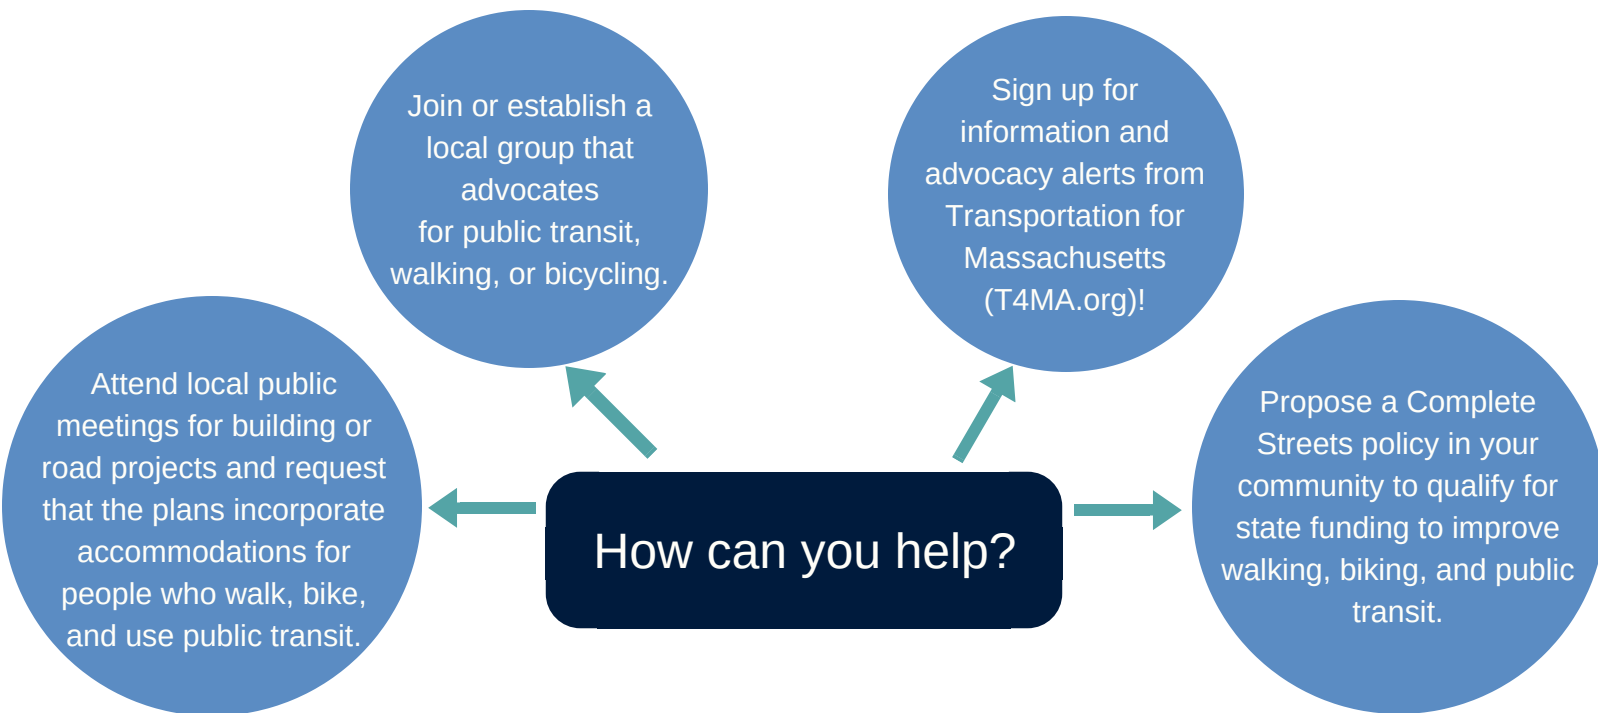 Join or establish a
local group that
advocates
for public transit,
walking, or bicycling.
Sign up for
information and
advocacy alerts from
Transportation for
Massachusetts
(T4MA.org)!
Attend local public
meetings for building or
road projects and request
that the plans incorporate
accommodations for
people who walk, bike,
and use public transit.
Propose a Complete
Streets policy in your
community to qualify for
state funding to improve
walking, biking, and public
transit.
How can you help?